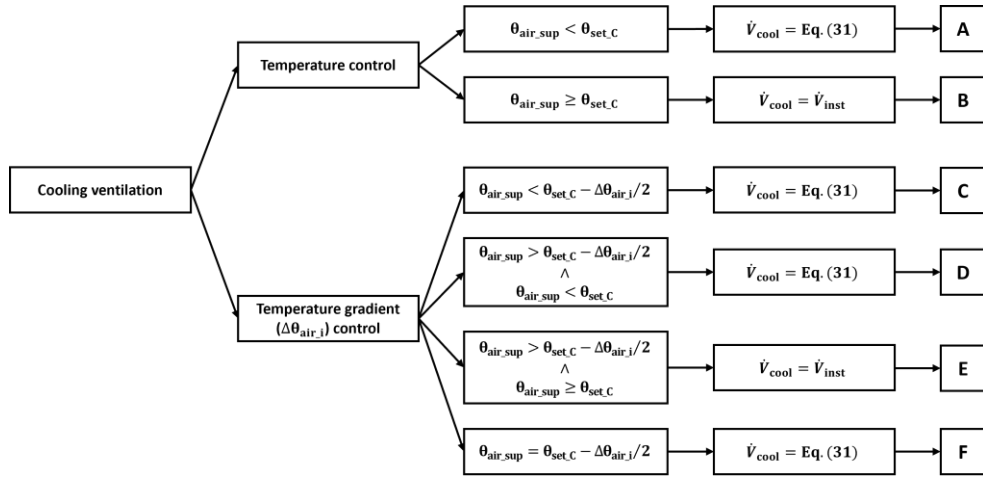 Cooling ventilation
Temperature control
θair_sup < θset_C
V̇cool = Eq. (31)
A
θair_sup ≥ θset_C
V̇cool = V̇inst
B
Temperature gradient
(Δθair_i) control
θair_sup < θset_C − Δθair_i/2
V̇cool = Eq. (31)
C
θair_sup > θset_C − Δθair_i/2
∧
θair_sup < θset_C
V̇cool = Eq. (31)
D
θair_sup > θset_C − Δθair_i/2
∧
θair_sup ≥ θset_C
V̇cool = V̇inst
E
θair_sup = θset_C − Δθair_i/2
V̇cool = Eq. (31)
F